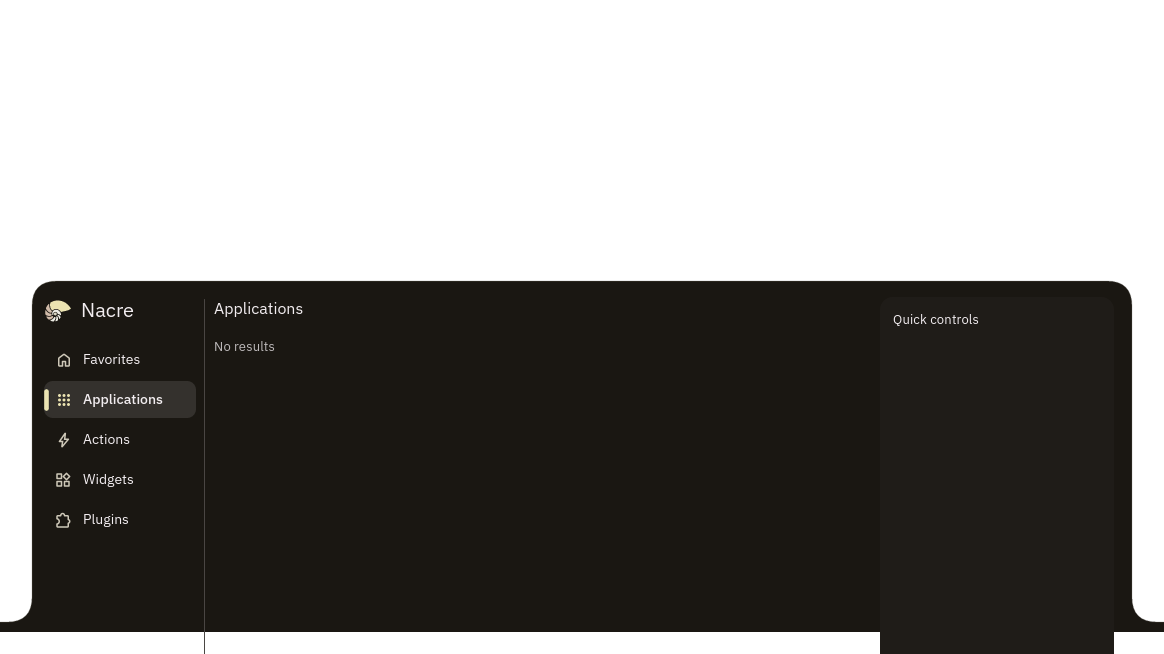 Nacre
Favorites
Applications
Actions
Widgets
Plugins
Applications
No results
Quick controls